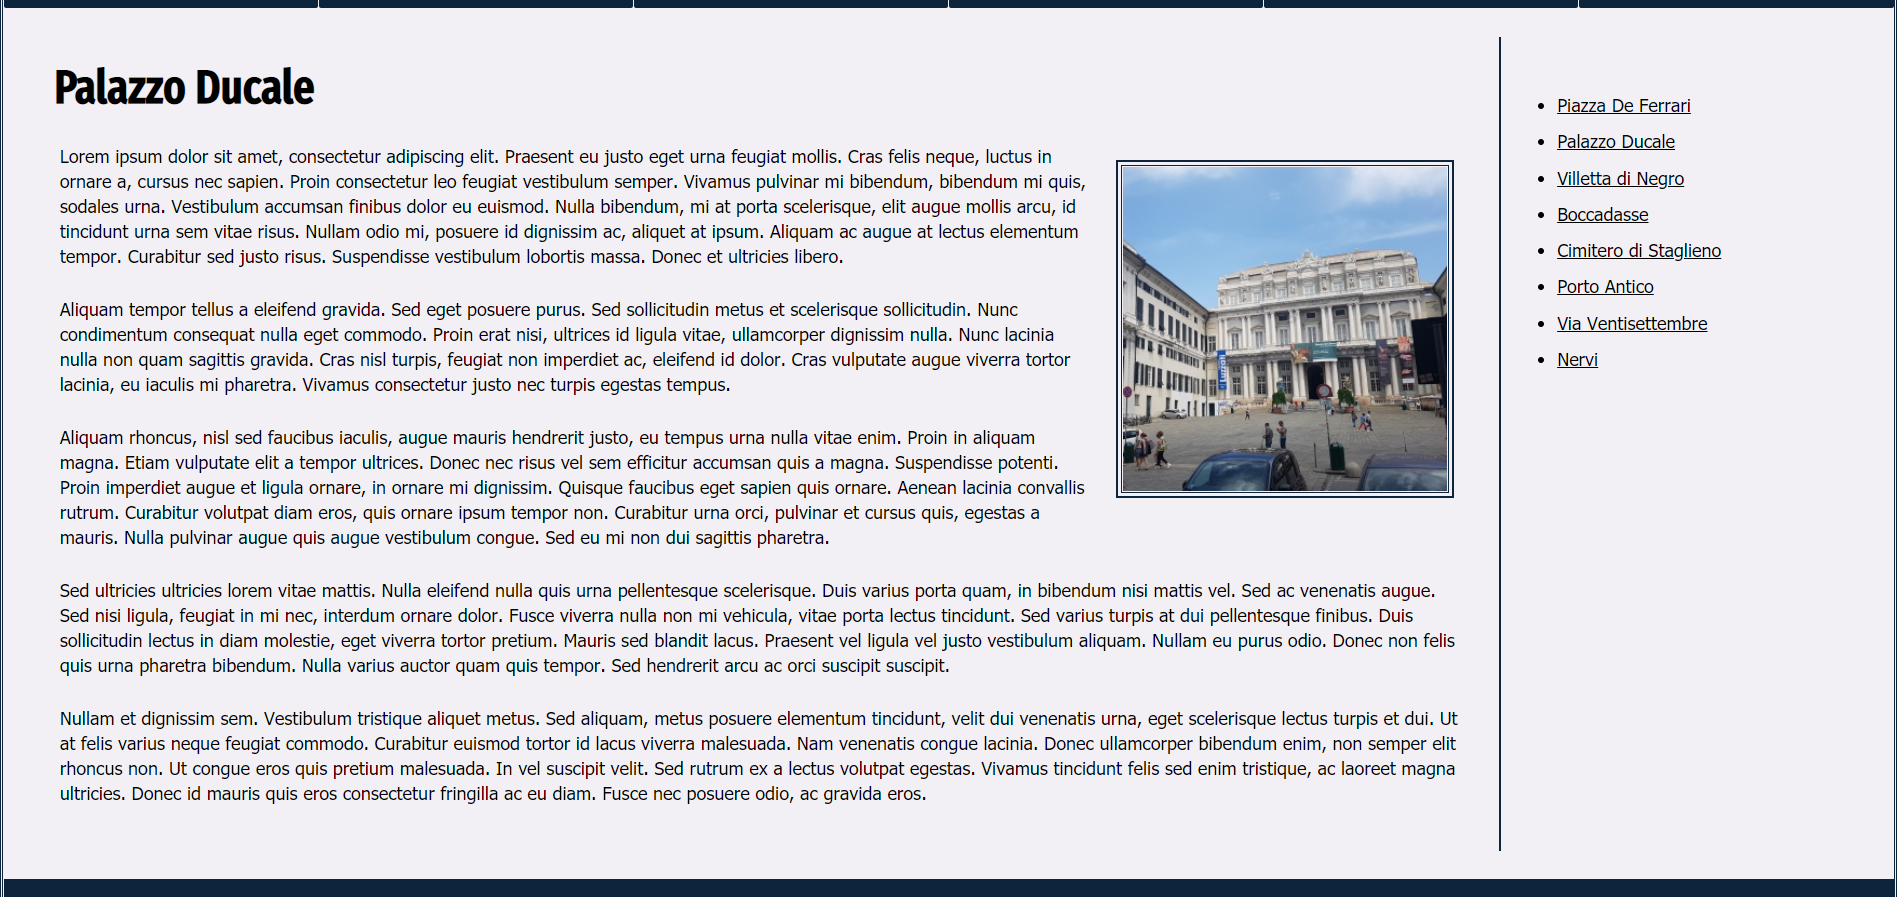 Palazzo Ducale
Lorem ipsum dolor sit amet, consectetur adipiscing elit. Praesent eu justo eget urna feugiat mollis. Cras felis neque, luctus in
ornare a, cursus nec sapien. Proin consectetur leo feugiat vestibulum semper. Vivamus pulvinar mi bibendum, bibendum mi quis,
sodales urna. Vestibulum accumsan finibus dolor eu euismod. Nulla bibendum, mi at porta scelerisque, elit augue mollis arcu, id
tincidunt urna sem vitae risus. Nullam odio mi, posuere id dignissim ac, aliquet at ipsum. Aliquam ac augue at lectus elementum
tempor. Curabitur sed justo risus. Suspendisse vestibulum lobortis massa. Donec et ultricies libero.
Aliquam tempor tellus a eleifend gravida. Sed eget posuere purus. Sed sollicitudin metus et scelerisque sollicitudin. Nunc
condimentum consequat nulla eget commodo. Proin erat nisi, ultrices id ligula vitae, ullamcorper dignissim nulla. Nunc lacinia
nulla non quam sagittis gravida. Cras nisl turpis, feugiat non imperdiet ac, eleifend id dolor. Cras vulputate augue viverra tortor
lacinia, eu iaculis mi pharetra. Vivamus consectetur justo nec turpis egestas tempus.
Aliquam rhoncus, nisl sed faucibus iaculis, augue mauris hendrerit justo, eu tempus urna nulla vitae enim. Proin in aliquam
magna. Etiam vulputate elit a tempor ultrices. Donec nec risus vel sem efficitur accumsan quis a magna. Suspendisse potenti.
Proin imperdiet augue et ligula ornare, in ornare mi dignissim. Quisque faucibus eget sapien quis ornare. Aenean lacinia convallis
rutrum. Curabitur volutpat diam eros, quis ornare ipsum tempor non. Curabitur urna orci, pulvinar et cursus quis, egestas a
mauris. Nulla pulvinar augue quis augue vestibulum congue. Sed eu mi non dui sagittis pharetra.
Sed ultricies ultricies lorem vitae mattis. Nulla eleifend nulla quis urna pellentesque scelerisque. Duis varius porta quam, in bibendum nisi mattis vel. Sed ac venenatis augue.
Sed nisi ligula, feugiat in mi nec, interdum ornare dolor. Fusce viverra nulla non mi vehicula, vitae porta lectus tincidunt. Sed varius turpis at dui pellentesque finibus. Duis
sollicitudin lectus in diam molestie, eget viverra tortor pretium. Mauris sed blandit lacus. Praesent vel ligula vel justo vestibulum aliquam. Nullam eu purus odio. Donec non felis
quis urna pharetra bibendum. Nulla varius auctor quam quis tempor. Sed hendrerit arcu ac orci suscipit suscipit.
Nullam et dignissim sem. Vestibulum tristique aliquet metus. Sed aliquam, metus posuere elementum tincidunt, velit dui venenatis urna, eget scelerisque lectus turpis et dui. Ut
at felis varius neque feugiat commodo. Curabitur euismod tortor id lacus viverra malesuada. Nam venenatis congue lacinia. Donec ullamcorper bibendum enim, non semper elit
rhoncus non. Ut congue eros quis pretium malesuada. In vel suscipit velit. Sed rutrum ex a lectus volutpat egestas. Vivamus tincidunt felis sed enim tristique, ac laoreet magna
ultricies. Donec id mauris quis eros consectetur fringilla ac eu diam. Fusce nec posuere odio, ac gravida eros.
Piazza De Ferrari
Palazzo Ducale
Villetta di Negro
Boccadasse
Cimitero di Staglieno
Porto Antico
Via Ventisettembre
Nervi